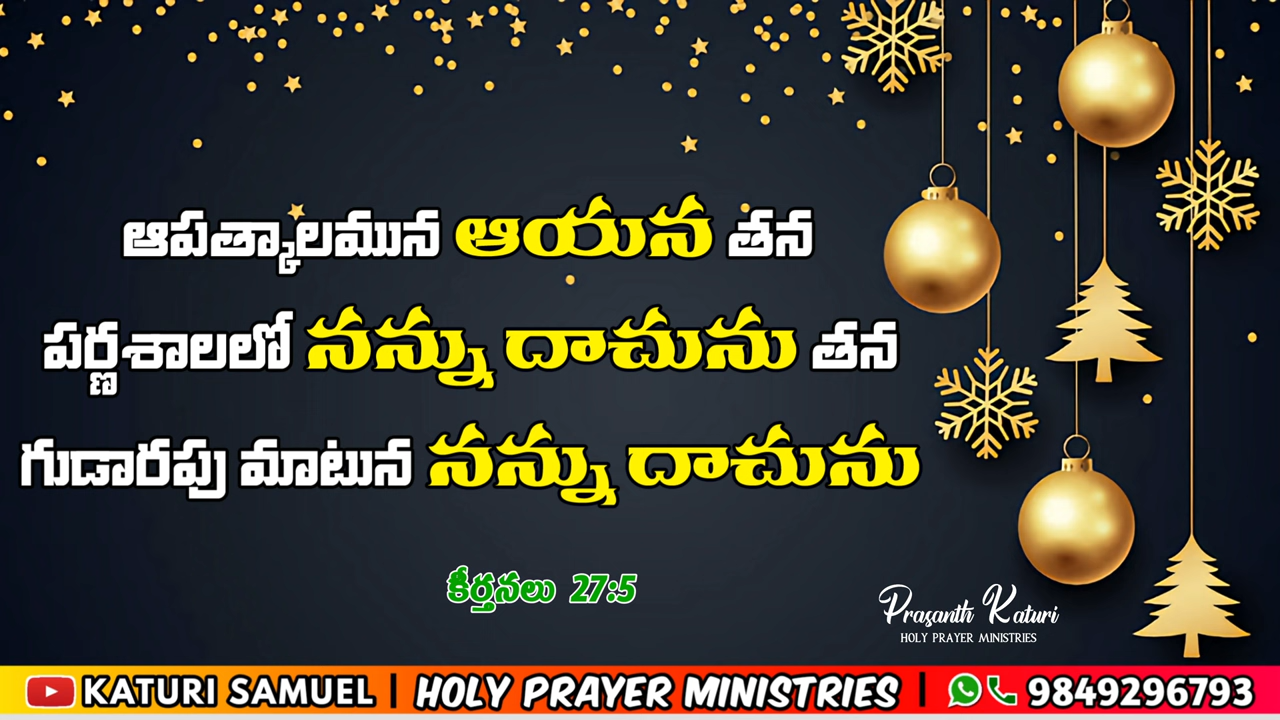 ఆపత్కాలమున ఆయన తన
పర్ణశాలలో నన్ను దాచును తన
గుడారపు మాటున నన్ను దాచును
కీర్తనలు 27:5
Prasanth Katuri
HOLY PRAYER MINISTRIES
KATURI SAMUEL | HOLY PRAYER MINISTRIES | 9849296793